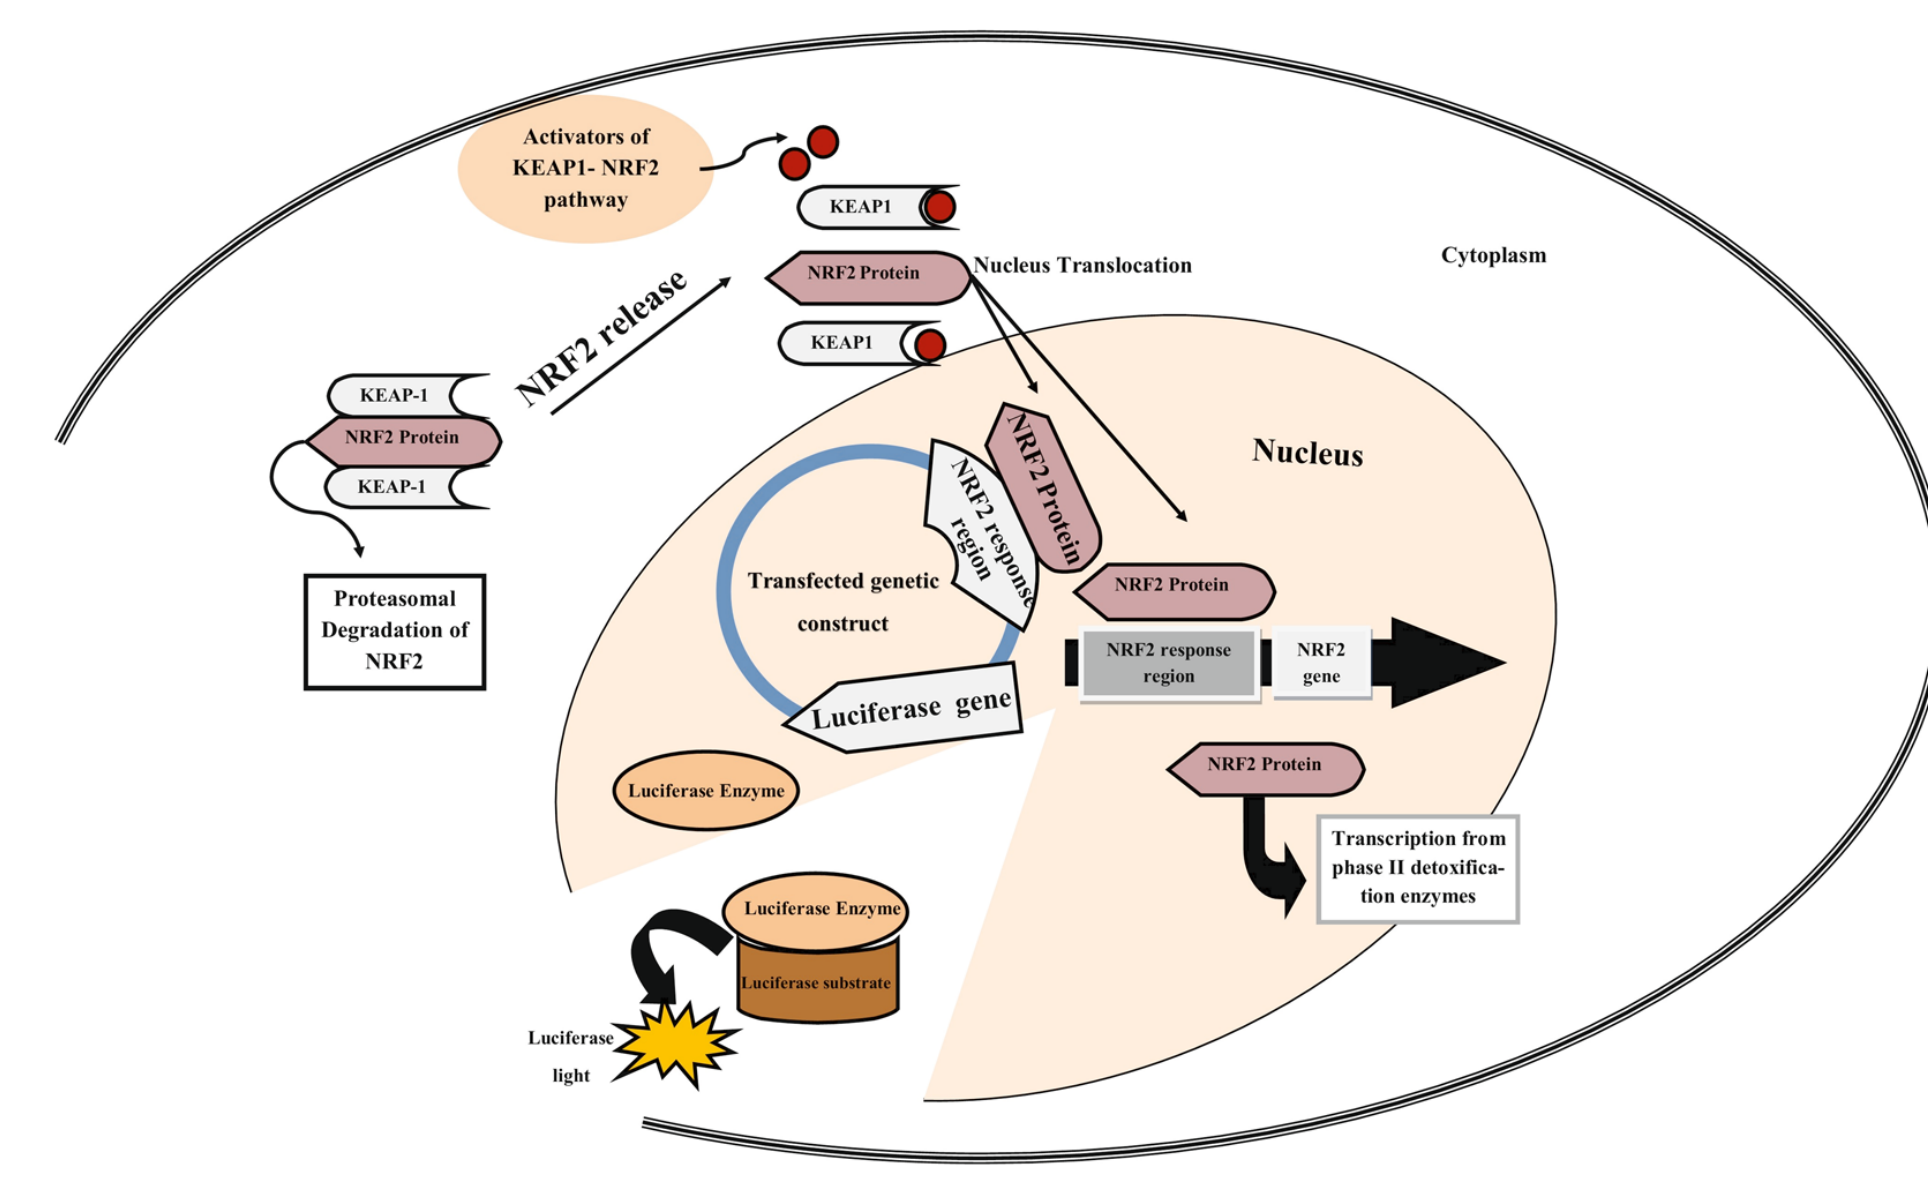 Activators of
KEAP1- NRF2
pathway
KEAP1
NRF2 Protein
Nucleus Translocation
Cytoplasm
KEAP1
NRF2 release
KEAP-1
NRF2 Protein
KEAP-1
Proteasomal
Degradation of
NRF2
Nucleus
NRF2 Protein
NRF2 response
region
Transfected genetic
construct
Luciferase gene
NRF2 Protein
NRF2 response
region
NRF2
gene
NRF2 Protein
Transcription from
phase II detoxifica-
tion enzymes
Luciferase Enzyme
Luciferase Enzyme
Luciferase substrate
Luciferase
light